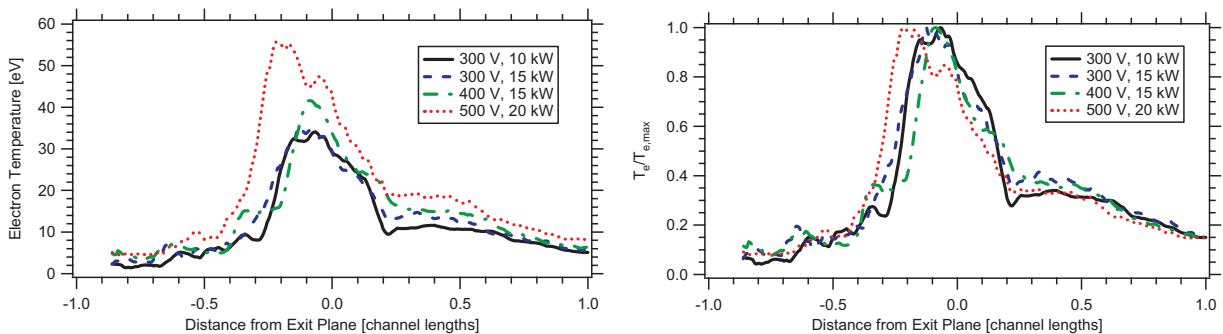 60
50
40
30
20
10
0
Electron Temperature [eV]
-1.0
-0.5
0.0
0.5
1.0
Distance from Exit Plane [channel lengths]
300 V, 10 kW
300 V, 15 kW
400 V, 15 kW
500 V, 20 kW
1.0
0.8
0.6
0.4
0.2
0.0
Te/Te,max
-1.0
-0.5
0.0
0.5
1.0
Distance from Exit Plane [channel lengths]
300 V, 10 kW
300 V, 15 kW
400 V, 15 kW
500 V, 20 kW